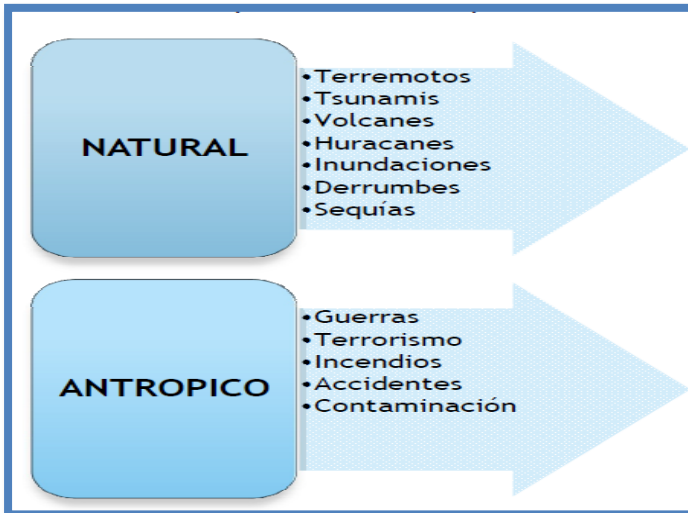 NATURAL
•Terremotos
•Tsunamis
•Volcanes
•Huracanes
•Inundaciones
•Derrumbes
•Sequías
ANTROPICO
•Guerras
•Terrorismo
•Incendios
•Accidentes
•Contaminación